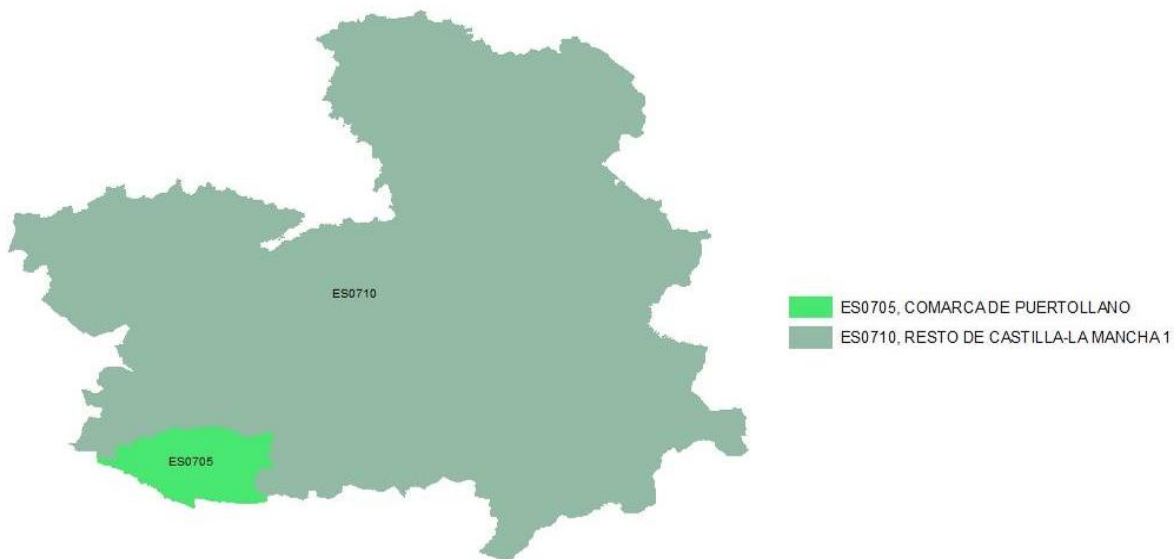 ES0710
ES0705, COMARCA DE PUERTOLLANO
ES0710, RESTO DE CASTILLA-LA MANCHA 1
ES0705